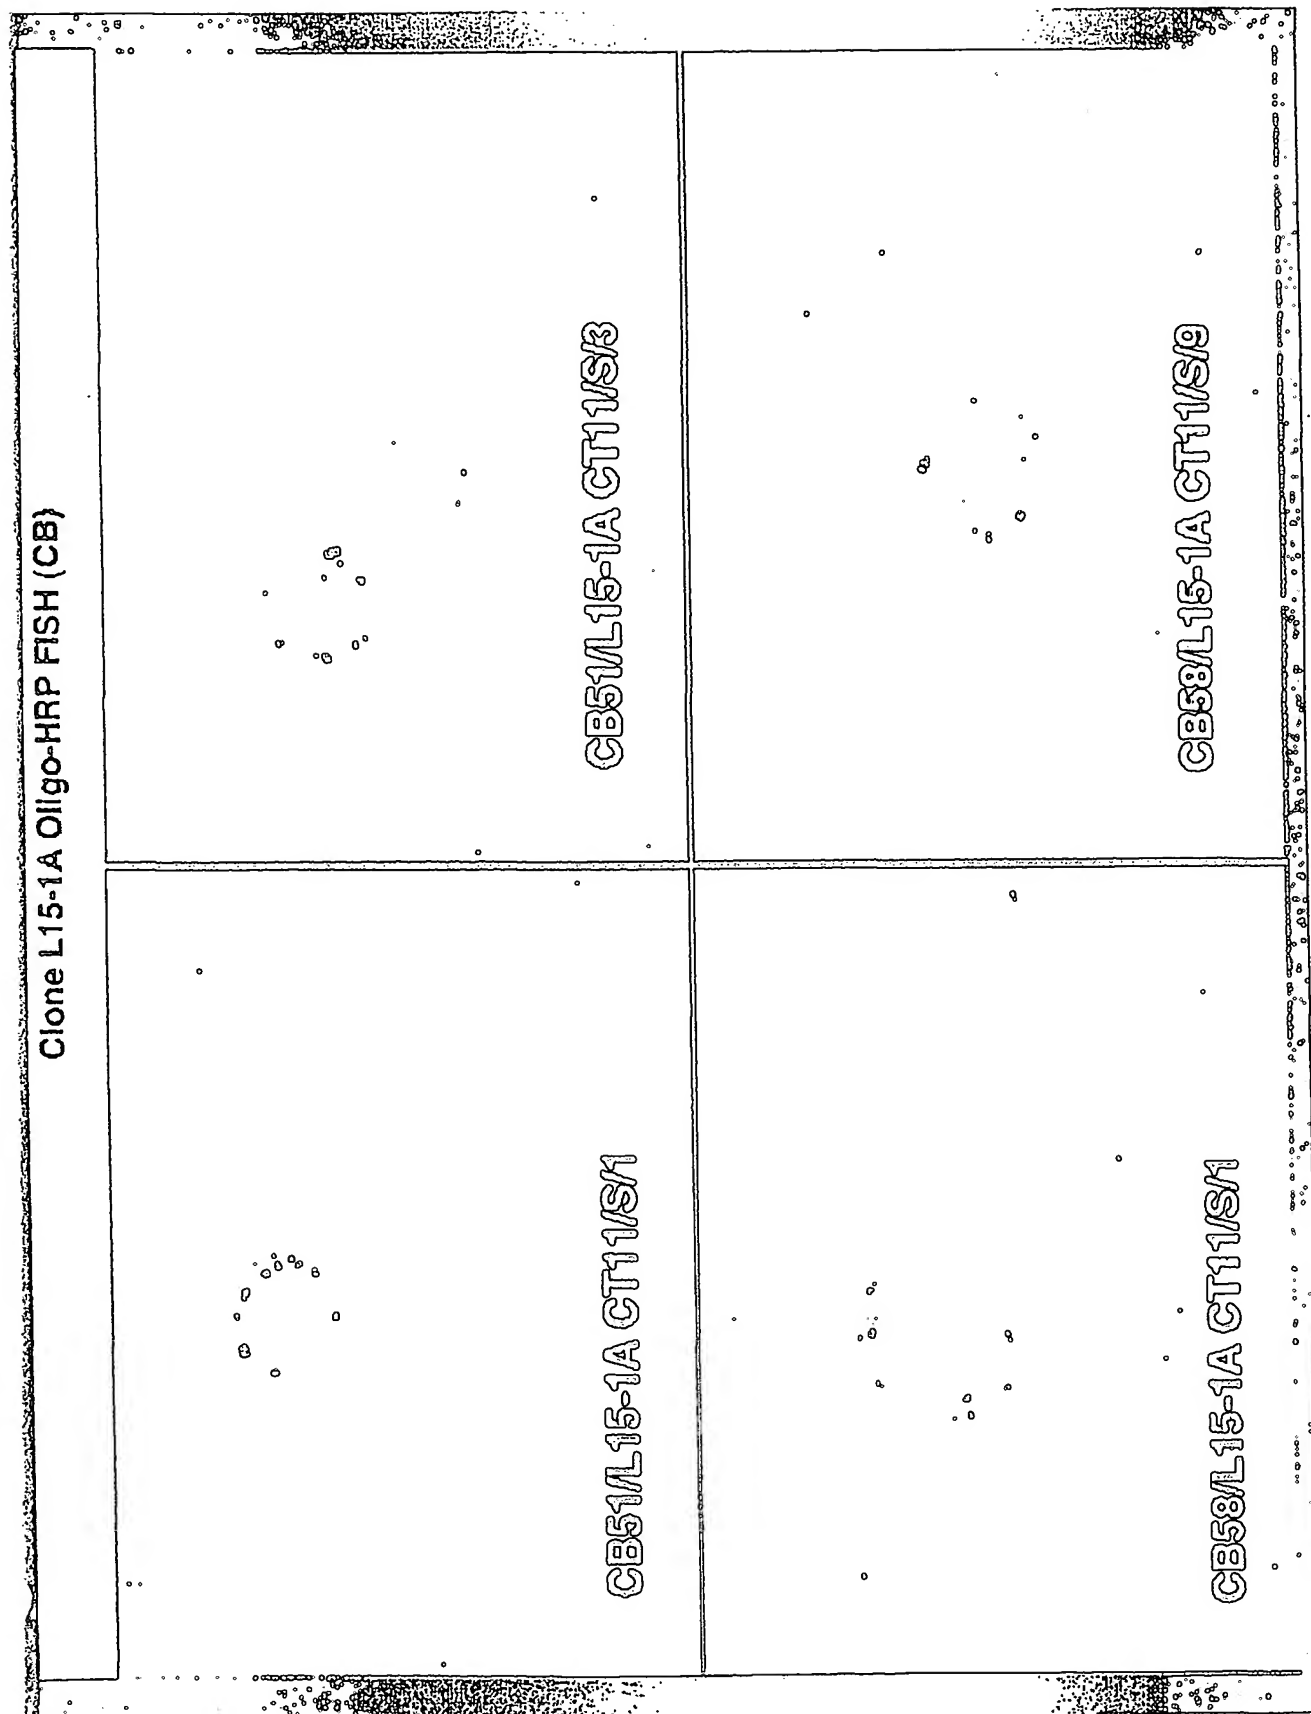 Clone L15-1A Oligo-HRP FISH (CB)
CB51/L15-1A CT11/S/1
CB51/L15-1A CT11/S/3
CB58/L15-1A CT11/S/1
CB58/L15-1A CT11/S/9